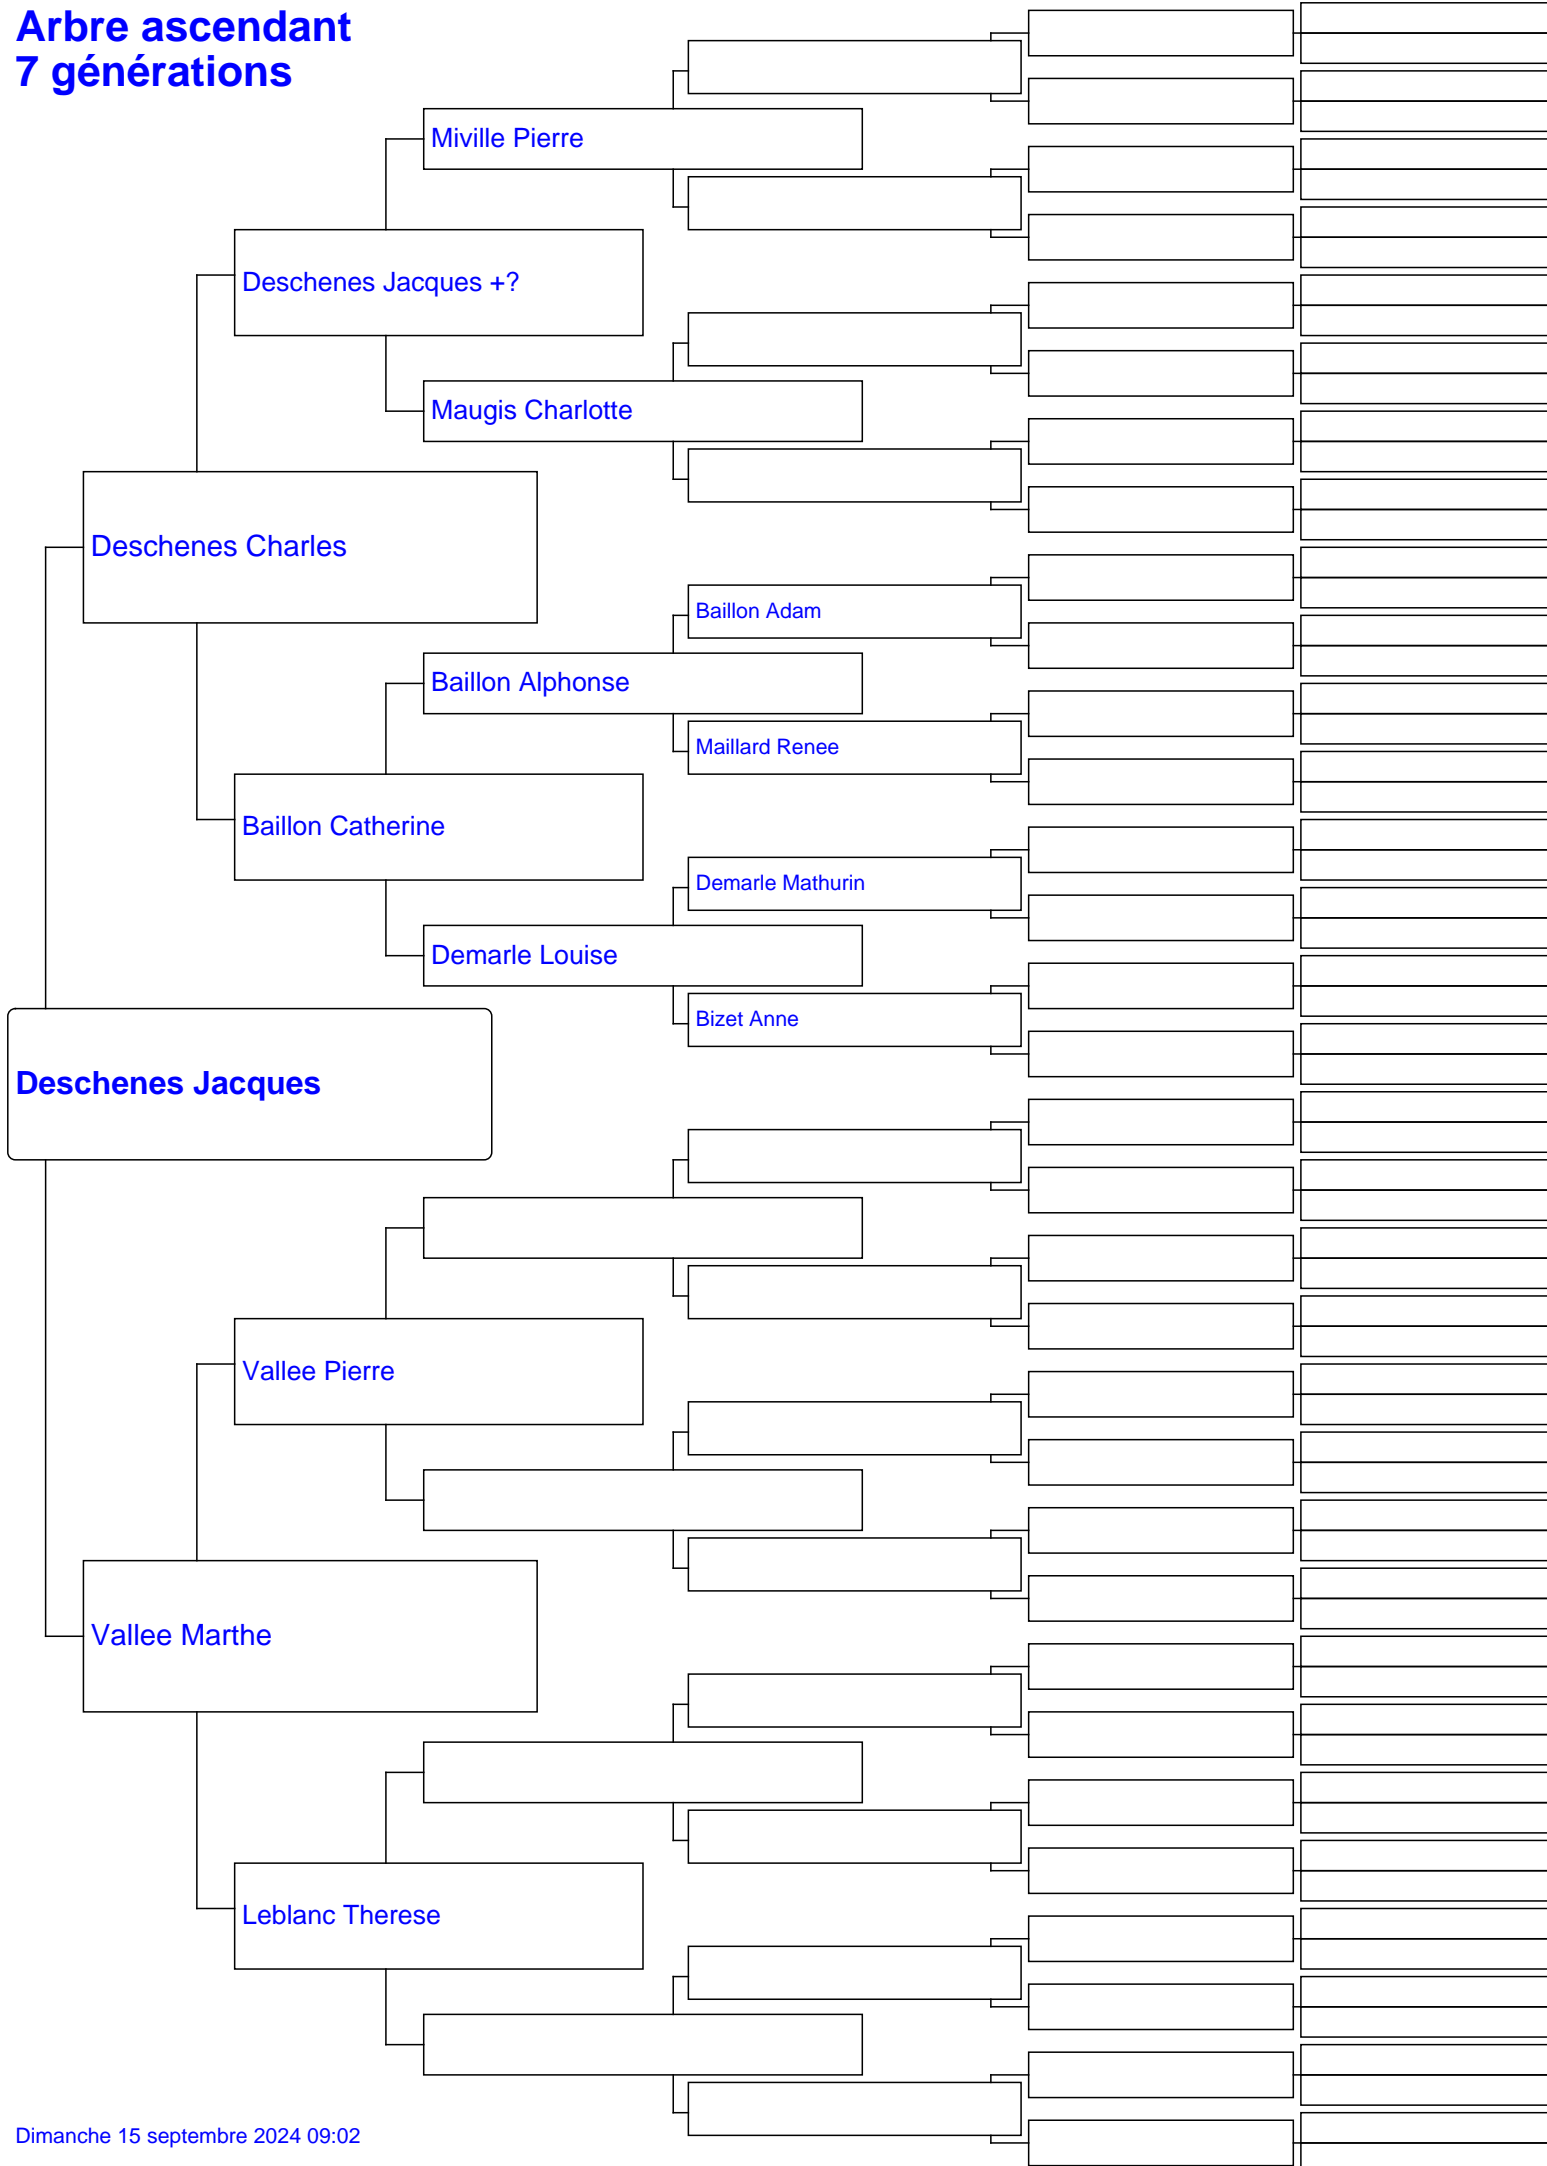 Arbre ascendant
7 générations
Miville Pierre
Deschenes Jacques +?
Maugis Charlotte
Deschenes Charles
Baillon Adam
Baillon Alphonse
Maillard Renee
Baillon Catherine
Demarle Mathurin
Demarle Louise
Bizet Anne
Deschenes Jacques
Vallee Pierre
Vallee Marthe
Leblanc Therese
Dimanche 15 septembre 2024 09:02